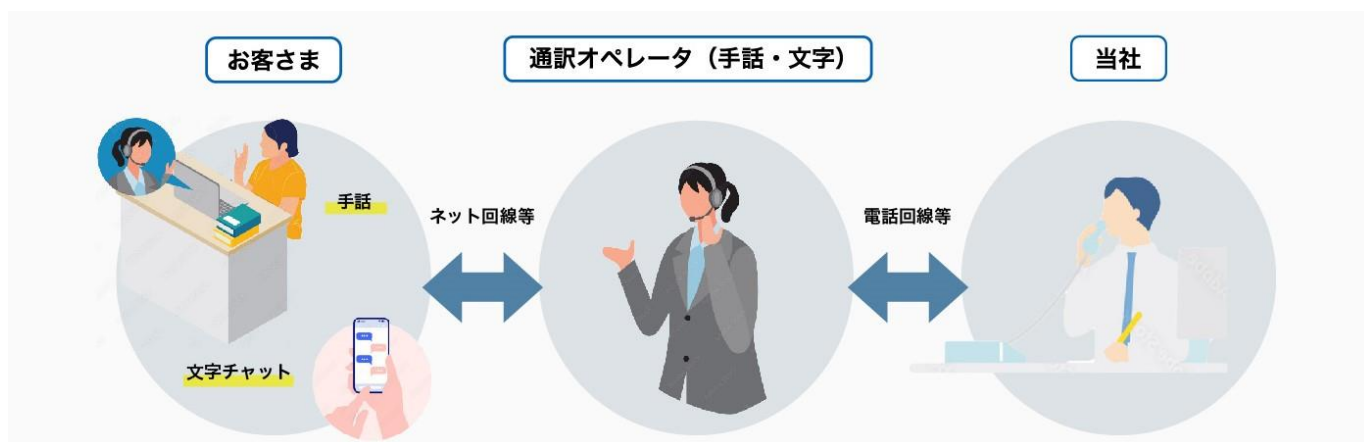 お客さま
通訳オペレータ（手話・文字）
当社
手話
ネット回線等
電話回線等
文字チャット